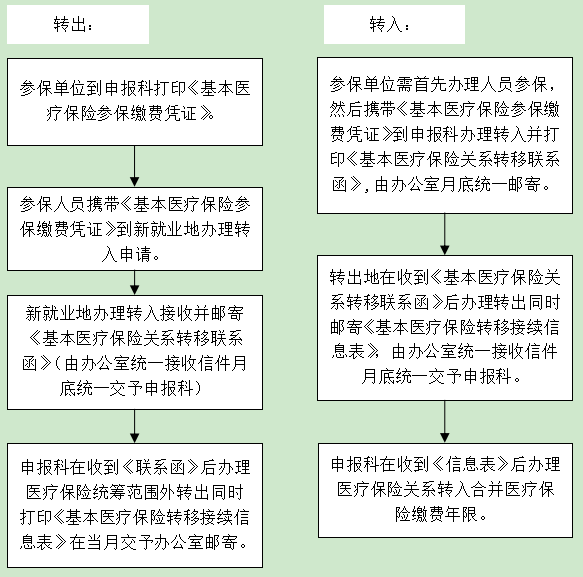 转出：
参保单位到申报科打印《基本医
疗保险参保缴费凭证》。
参保人员携带《基本医疗保险参
保缴费凭证》到新就业地办理转
入申请。
新就业地办理转入接收并邮寄
《基本医疗保险关系转移联系
函》（由办公室统一接收信件月
底统一交予申报科）
申报科在收到《联系函》后办理
医疗保险统筹范围外转出同时
打印《基本医疗保险转移接续信
息表》在当月交予办公室邮寄。
转入：
参保单位需首先办理人员参保，
然后携带《基本医疗保险参保缴
费凭证》到申报科办理转入并打
印《基本医疗保险关系转移联系
函》，由办公室月底统一邮寄。
转出地在收到《基本医疗保险关
系转移联系函》后办理转出同时
邮寄《基本医疗保险转移接续信
息表》。由办公室统一接收信件
月底统一交予申报科。
申报科在收到《信息表》后办理
医疗保险关系转入合并医疗保
险缴费年限。